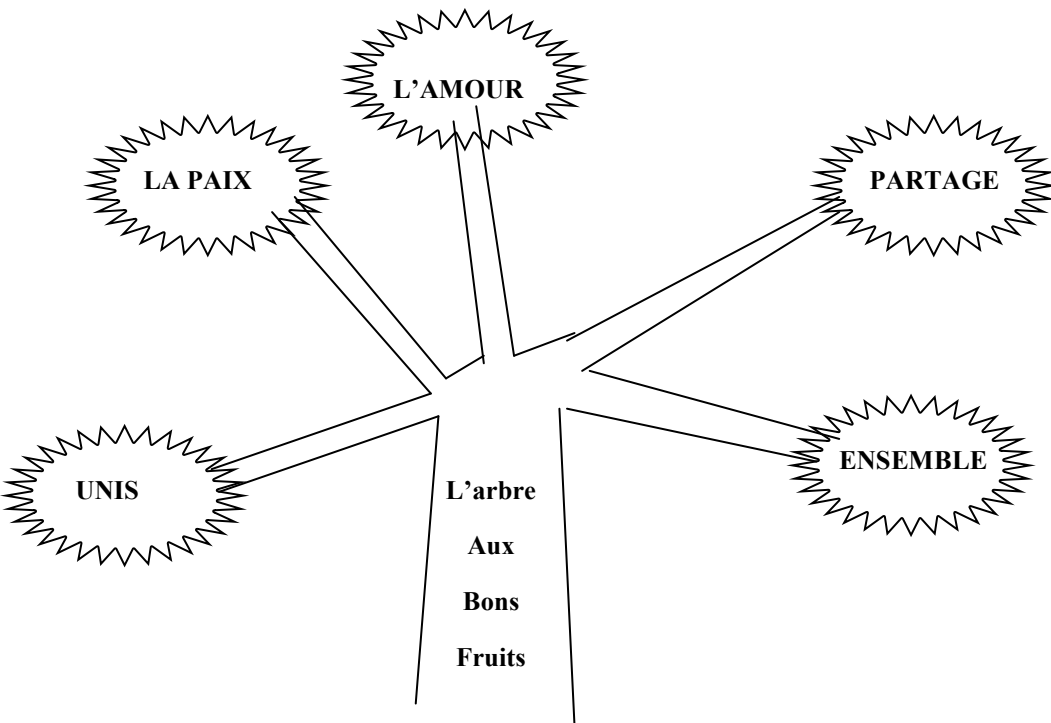 L'AMOUR
LA PAIX
PARTAGE
UNIS
ENSEMBLE
L'arbre
Aux
Bons
Fruits